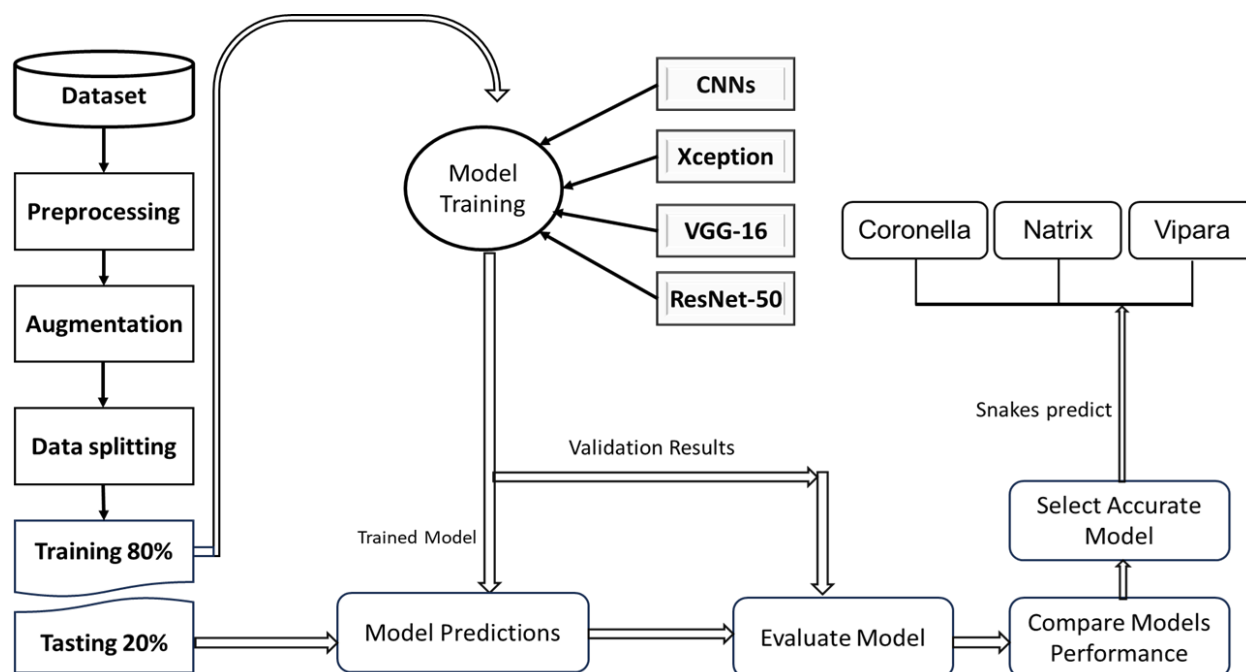 Dataset
Preprocessing
Augmentation
Data splitting
Training 80%
Tasting 20%
Model
Training
CNNs
Xception
VGG-16
ResNet-50
Validation Results
Trained Model
Model Predictions
Evaluate Model
Compare Models
Performance
Select Accurate
Model
Snakes predict
Coronella
Natrix
Vipara